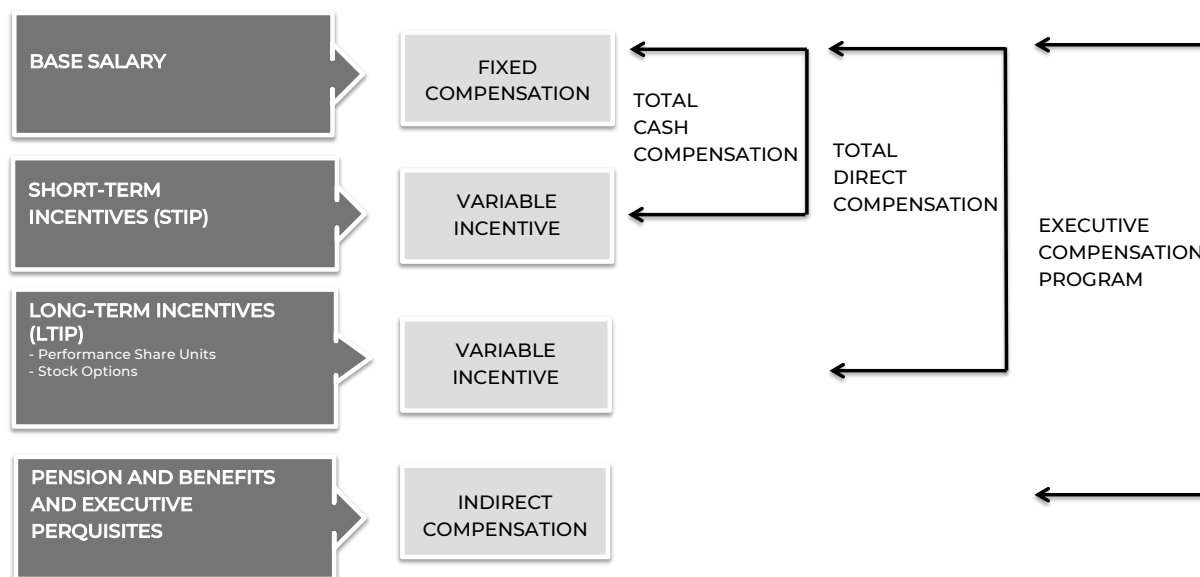 BASE SALARY
FIXED
COMPENSATION
TOTAL
CASH
COMPENSATION
TOTAL
DIRECT
COMPENSATION
EXECUTIVE
COMPENSATION
PROGRAM
SHORT-TERM
INCENTIVES (STIP)
VARIABLE
INCENTIVE
LONG-TERM INCENTIVES
(LTIP)
- Performance Share Units
- Stock Options
VARIABLE
INCENTIVE
PENSION AND BENEFITS
AND EXECUTIVE
PERQUISITES
INDIRECT
COMPENSATION